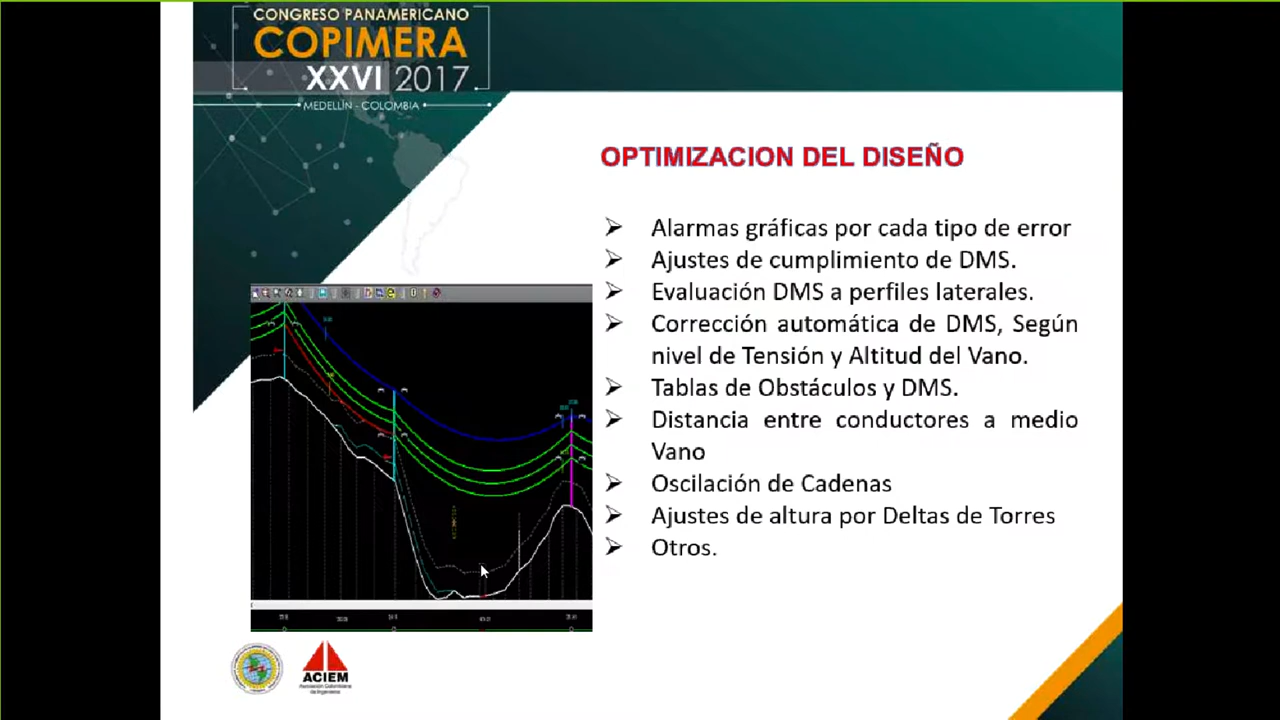 CONGRESO PANAMERICANO
COPIMERA
XXVI 2017
MEDELLÍN - COLOMBIA
OPTIMIZACION DEL DISEÑO
Alarmas gráficas por cada tipo de error
Ajustes de cumplimiento de DMS.
Evaluación DMS a perfiles laterales.
Corrección automática de DMS, Según
nivel de Tensión y Altitud del Vano.
Tablas de Obstáculos y DMS.
Distancia entre conductores a medio
Vano
Oscilación de Cadenas
Ajustes de altura por Deltas de Torres
Otros.
ACIEM